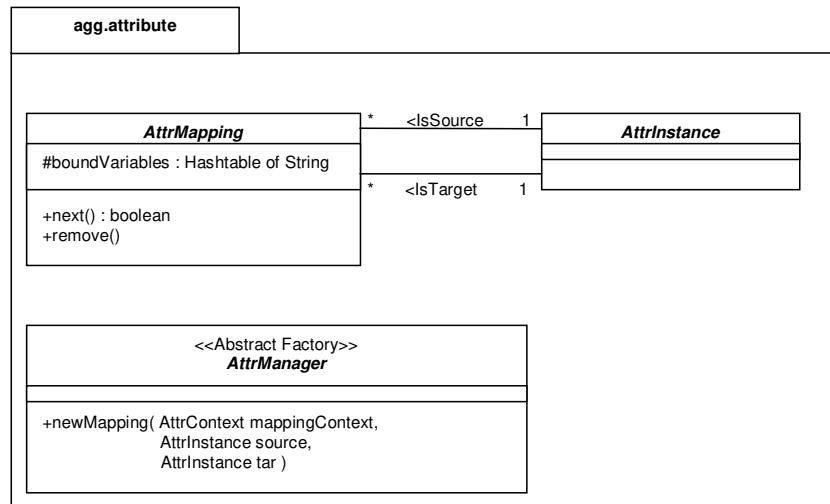 agg.attribute
AttrMapping
#boundVariables : Hashtable of String
+next() : boolean
+remove()
* <IsSource 1
* <IsTarget 1
AttrInstance
<<Abstract Factory>>
AttrManager
+newMapping( AttrContext mappingContext,
AttrInstance source,
AttrInstance tar )